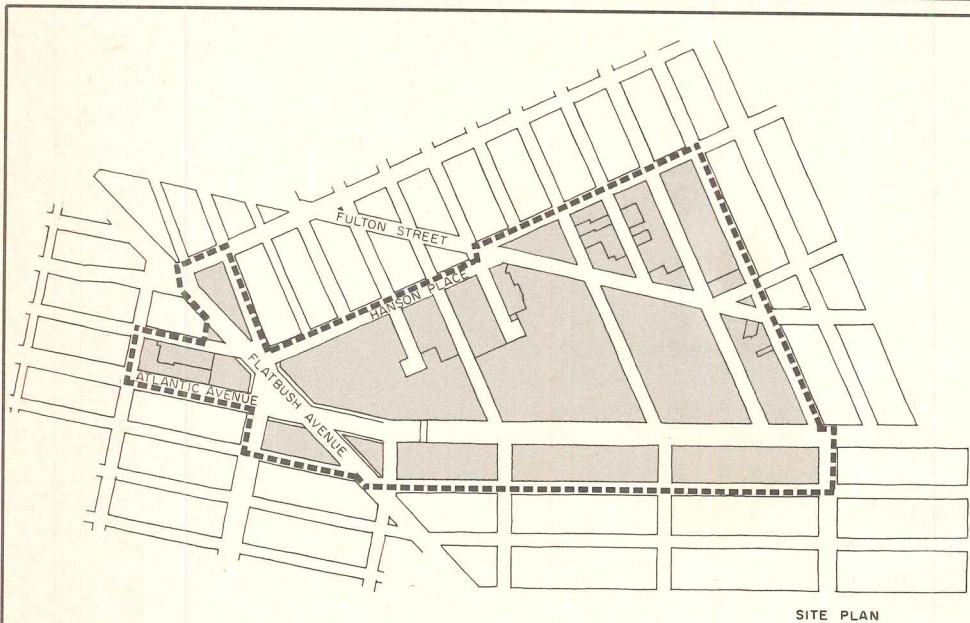 FULTON STREET
HANSON PLACE
FLATBUSH AVENUE
ATLANTIC AVENUE
SITE PLAN